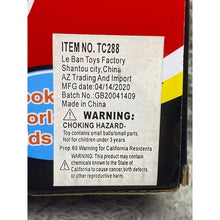 ITEM NO. TC288
Le Ban Toys Factory
Shantou city,China
AZ Trading And Import
MFG date: 04/14/2020
Batch No.:GB20041409
Made in China
WARNING:
CHOKING HAZARD-
Toy contains small balls/small parts.
Not for children under 3 years.
Prop.65 Warning for California Residents
WARNING: This product may contain
chemicals known to the State of
California to cause cancer, birth defects
or other reproductive harm.
ook
orl
ds